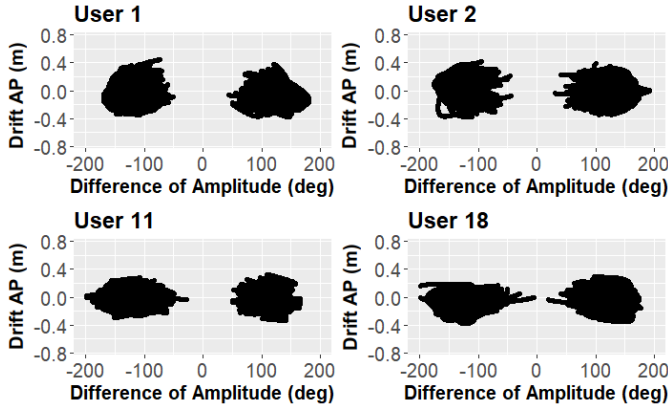 User 1
User 2
Drift AP (m)
0.8
0.4
0.0
-0.4
-0.8
-200 -100 0 100 200
Difference of Amplitude (deg)
Drift AP (m)
0.8
0.4
0.0
-0.4
-0.8
-200 -100 0 100 200
Difference of Amplitude (deg)
User 11
User 18
Drift AP (m)
0.8
0.4
0.0
-0.4
-0.8
-200 -100 0 100 200
Difference of Amplitude (deg)
Drift AP (m)
0.8
0.4
0.0
-0.4
-0.8
-200 -100 0 100 200
Difference of Amplitude (deg)